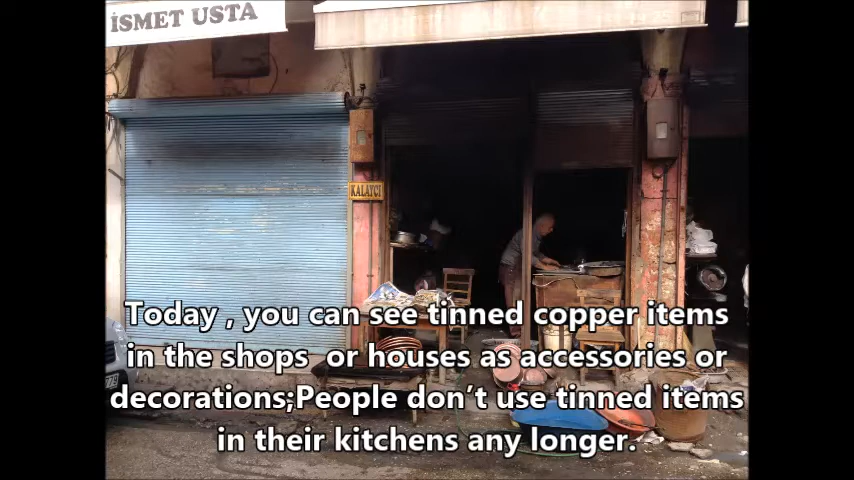 İSMET USTA
KALAYCI
Today , you can see tinned copper items
in the shops  or houses as accessories or
decorations;People don't use tinned items
in their kitchens any longer.